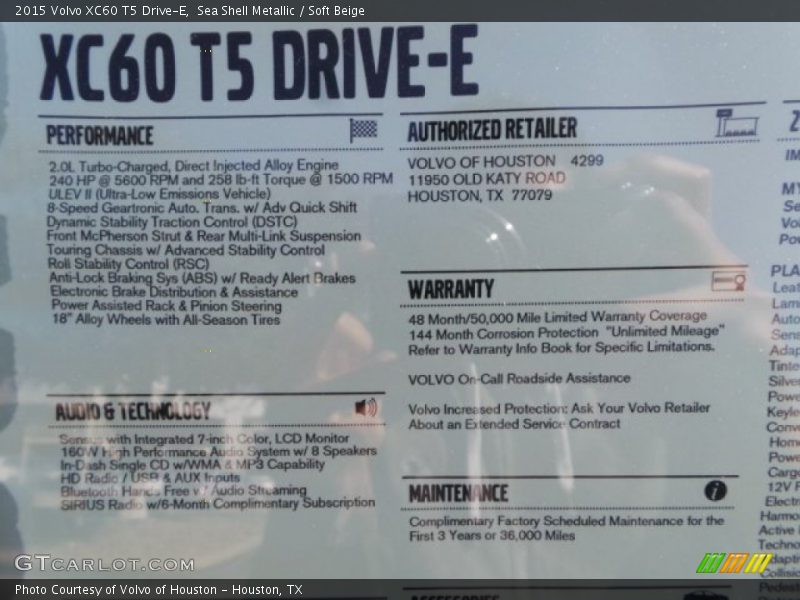 2015 Volvo XC60 T5 Drive-E, Sea Shell Metallic / Soft Beige
XC60 T5 DRIVE-E
PERFORMANCE
2.0L Turbo-Charged, Direct Injected Alloy Engine
240 HP @ 5600 RPM and 258 lb-ft Torque @ 1500 RPM
ULEV II (Ultra-Low Emissions Vehicle)
8-Speed Geartronic Auto. Trans. w/ Adv Quick Shift
Dynamic Stability Traction Control (DSTC)
Front McPherson Strut & Rear Multi-Link Suspension
Touring Chassis w/ Advanced Stability Control
Roll Stability Control (RSC)
Anti-Lock Braking Sys (ABS) w/ Ready Alert Brakes
Electronic Brake Distribution & Assistance
Power Assisted Rack & Pinion Steering
18" Alloy Wheels with All-Season Tires
AUDIO & TECHNOLOGY
Sensus with Integrated 7-inch Color, LCD Monitor
160W High Performance Audio System w/ 8 Speakers
In-Dash Single CD w/WMA & MP3 Capability
HD Radio / USB & AUX Inputs
Bluetooth Hands Free w/ Audio Streaming
SIRIUS Radio w/6-Month Complimentary Subscription
AUTHORIZED RETAILER
VOLVO OF HOUSTON 4299
11950 OLD KATY ROAD
HOUSTON, TX 77079
WARRANTY
48 Month/50,000 Mile Limited Warranty Coverage
144 Month Corrosion Protection "Unlimited Mileage"
Refer to Warranty Info Book for Specific Limitations.
VOLVO On-Call Roadside Assistance
Volvo Increased Protection: Ask Your Volvo Retailer
About an Extended Service Contract
MAINTENANCE
Complimentary Factory Scheduled Maintenance for the
First 3 Years or 36,000 Miles
ACCESSORIES
GTCARLOT.COM
Photo Courtesy of Volvo of Houston - Houston, TX